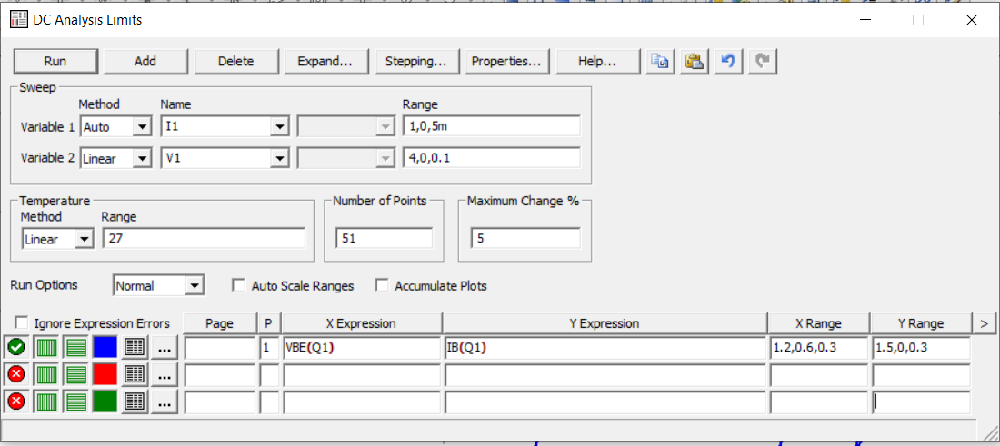 DC Analysis Limits
Run Add Delete Expand... Stepping... Properties... Help...
Sweep
Method Name Range
Variable 1 Auto I1 1,0,5m
Variable 2 Linear V1 4,0,0.1
Temperature Number of Points Maximum Change %
Method Range
Linear 27 51 5
Run Options Normal Auto Scale Ranges Accumulate Plots
Ignore Expression Errors Page P X Expression Y Expression X Range Y Range >
... 1 VBE(Q1) IB(Q1) 1.2,0.6,0.3 1.5,0,0.3
...
...